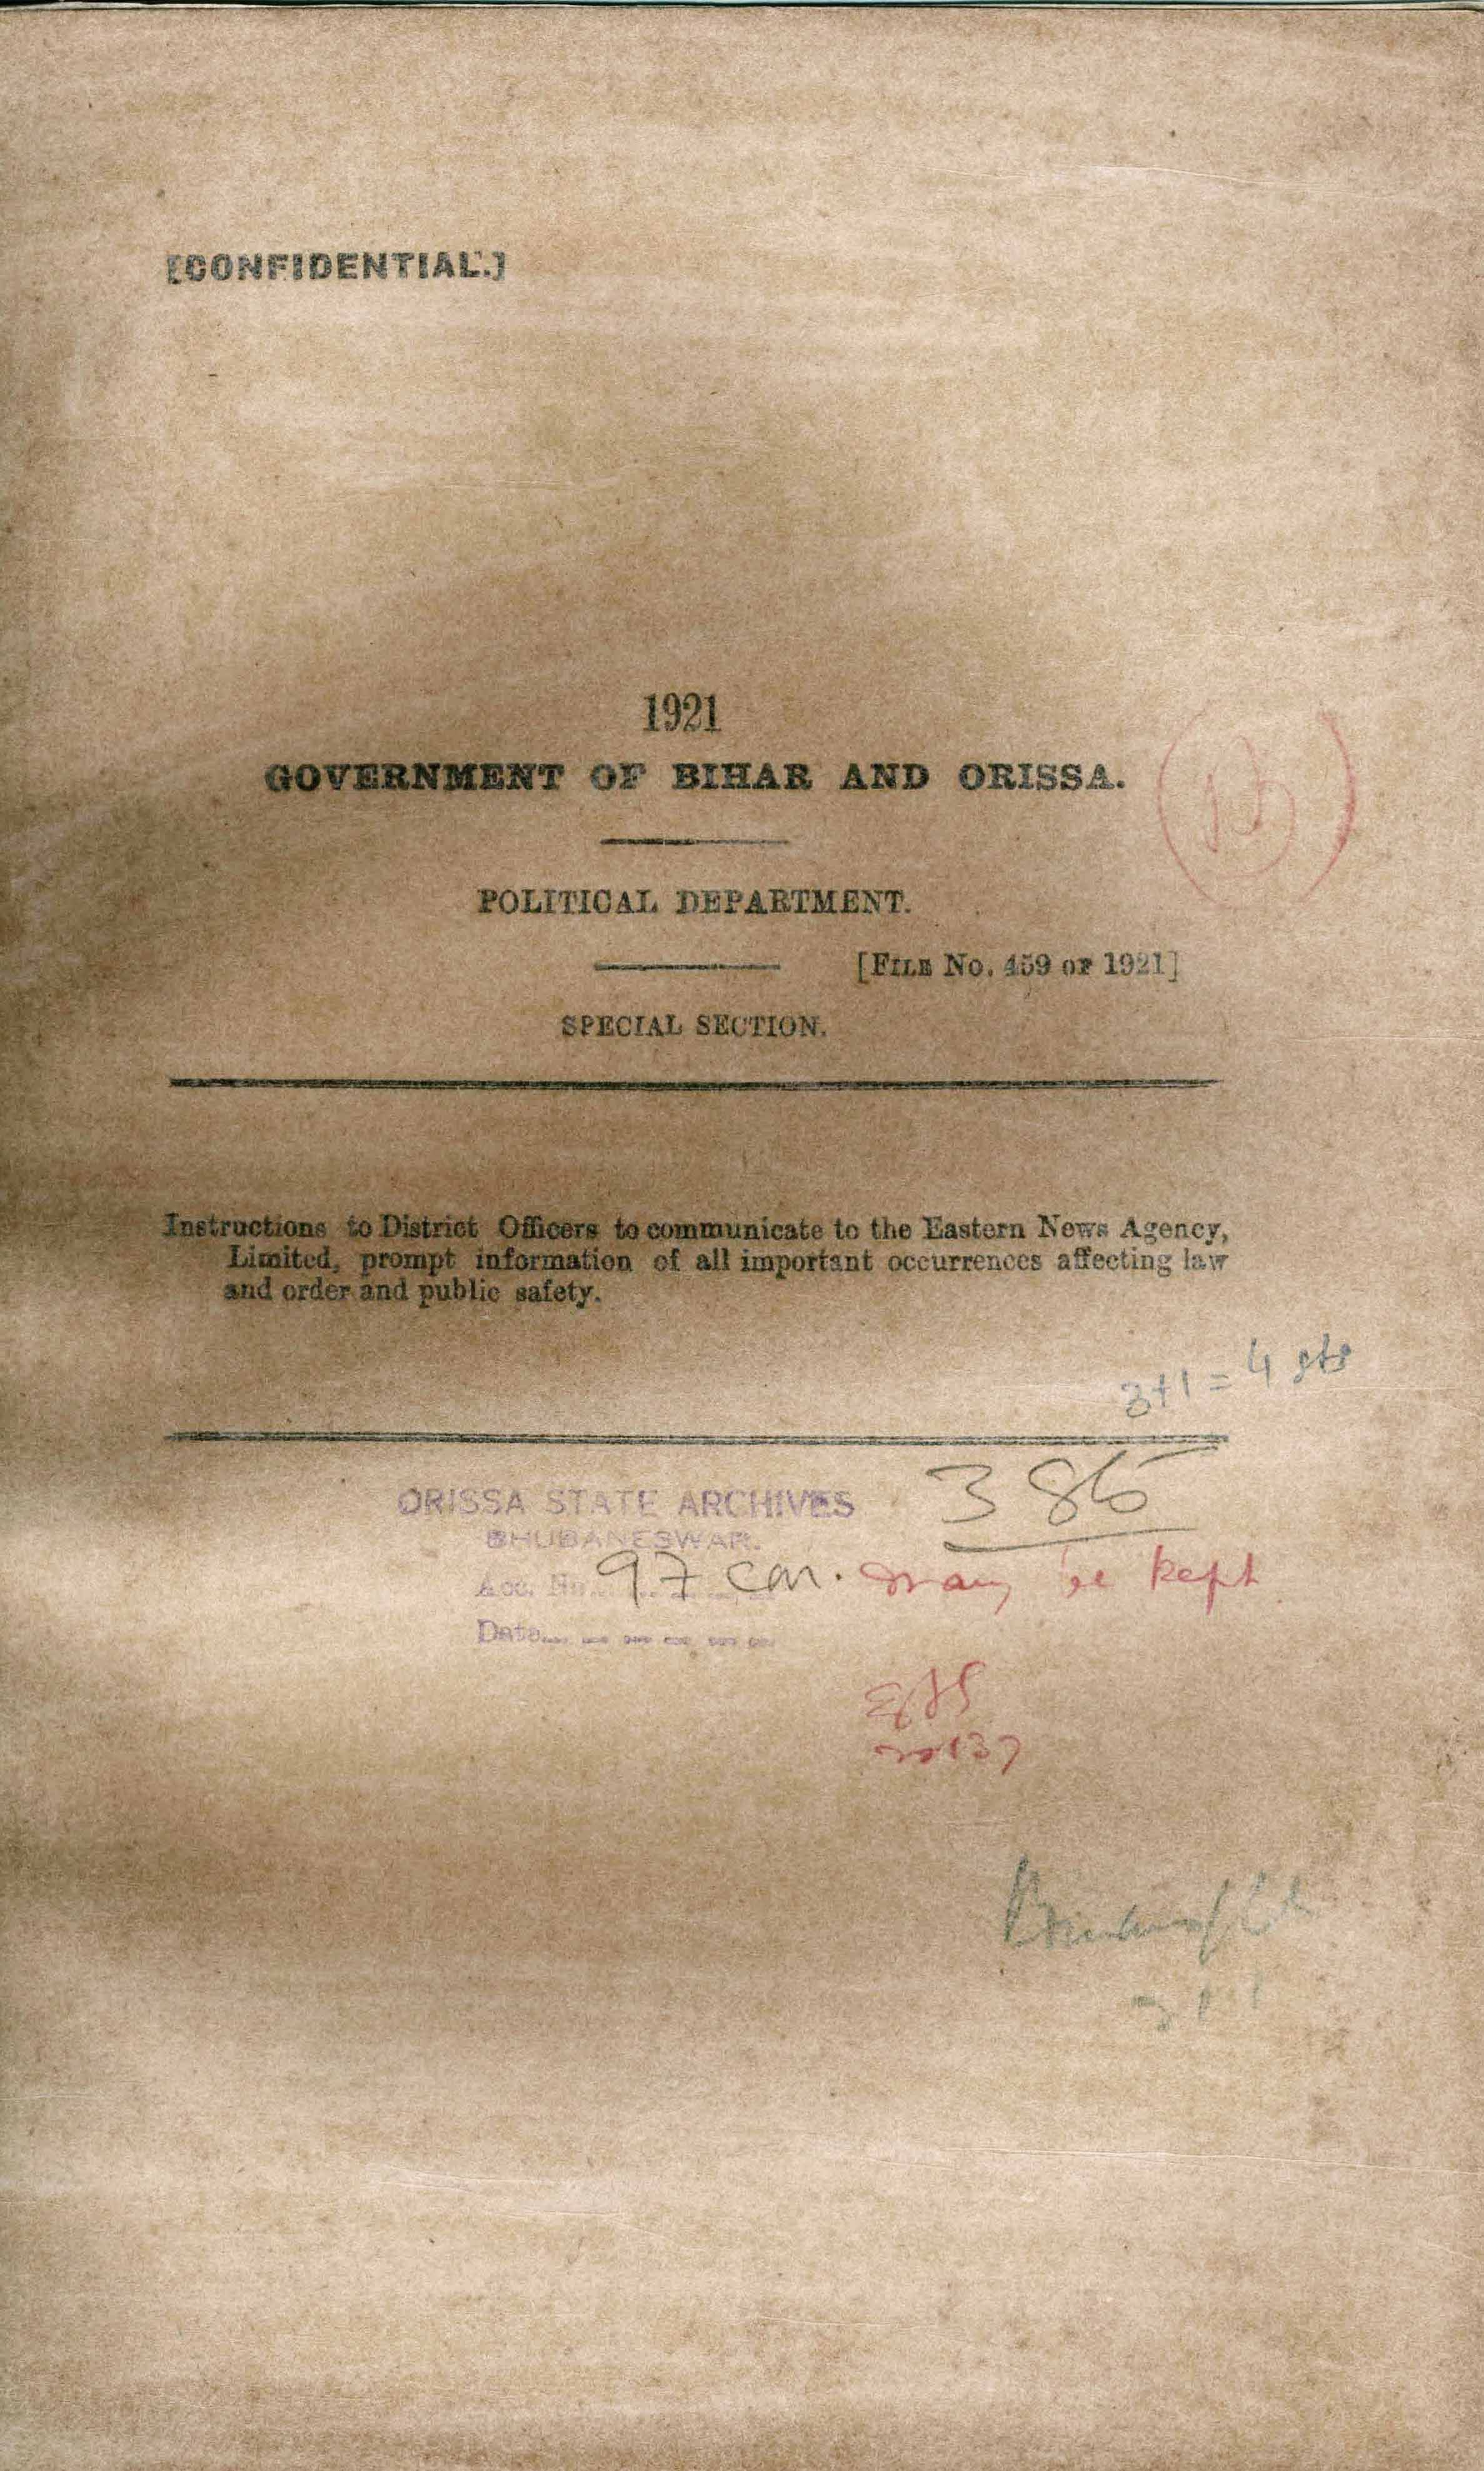 [CONFIDENTIAL.]
1921
GOVERNMENT OF BIHAR AND ORISSA.
POLITICAL DEPARTMENT.
[FILE No. 459 OF 1921]
SPECIAL SECTION.
Instructions to District Officers to communicate to the Eastern News Agency,
Limited, prompt information of all important occurrences affecting law
and order and public safety.
3+1 = 4
386
ORISSA STATE ARCHIVES
BHUBANESWAR.
Acc. No. 97
may be kept
Date